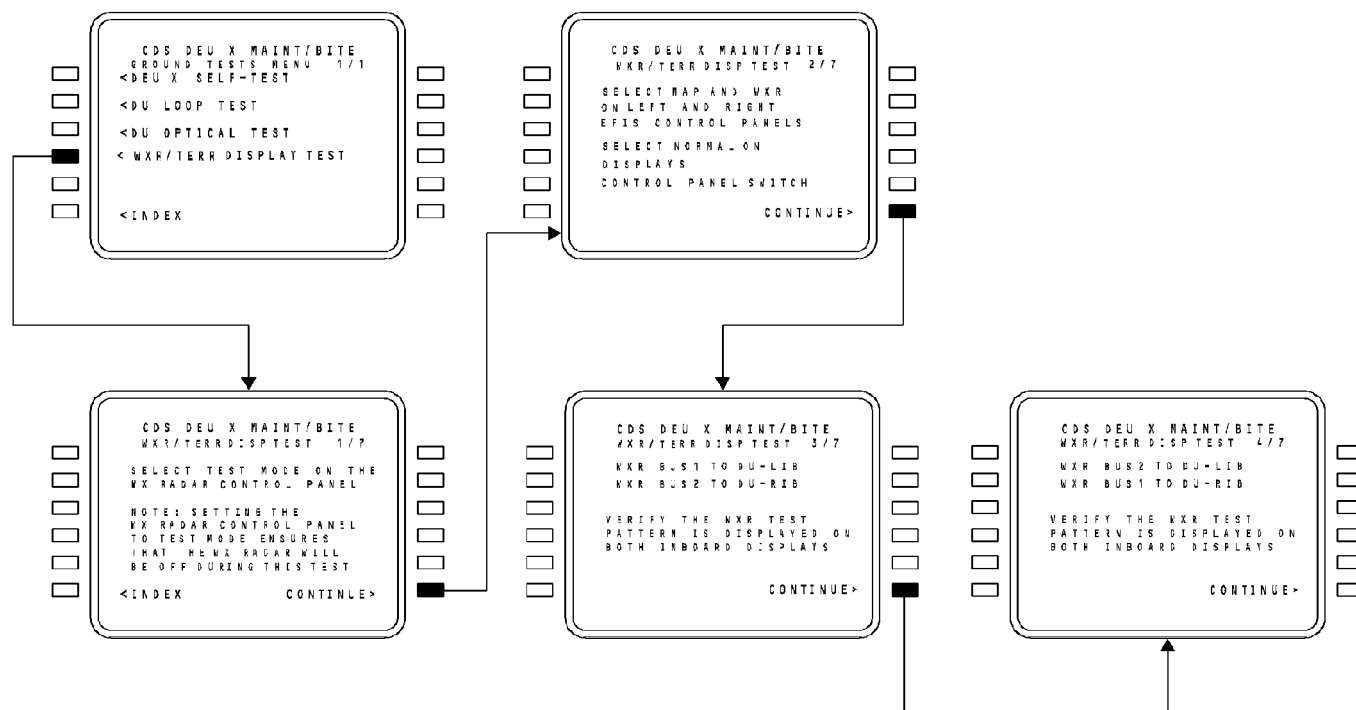 CDS DEU X MAINT/BITE
GROUND TESTS MENU 1/1
<DEU X SELF-TEST
<DU LOOP TEST
<DU OPTICAL TEST
< WXR/TERR DISPLAY TEST
<INDEX
CDS DEU X MAINT/BITE
WXR/TERR DISP TEST 2/7
SELECT MAP AND WXR
ON LEFT AND RIGHT
EFIS CONTROL PANELS
SELECT NORMAL ON
DISPLAYS
CONTROL PANEL SWITCH
CONTINUE>
CDS DEU X MAINT/BITE
WXR/TERR DISP TEST 1/7
SELECT TEST MODE ON THE
WX RADAR CONTROL PANEL
NOTE: SETTING THE
WX RADAR CONTROL PANEL
TO TEST MODE ENSURES
THAT THE WX RADAR WILL
BE OFF DURING THIS TEST
<INDEX CONTINUE>
CDS DEU X MAINT/BITE
WXR/TERR DISP TEST 3/7
WXR BUS1 TO DU-LIB
WXR BUS2 TO DU-RIB
VERIFY THE WXR TEST
PATTERN IS DISPLAYED ON
BOTH INBOARD DISPLAYS
CONTINUE>
CDS DEU X MAINT/BITE
WXR/TERR DISP TEST 4/7
WXR BUS2 TO DU-LIB
WXR BUS1 TO DU-RIB
VERIFY THE WXR TEST
PATTERN IS DISPLAYED ON
BOTH INBOARD DISPLAYS
CONTINUE>